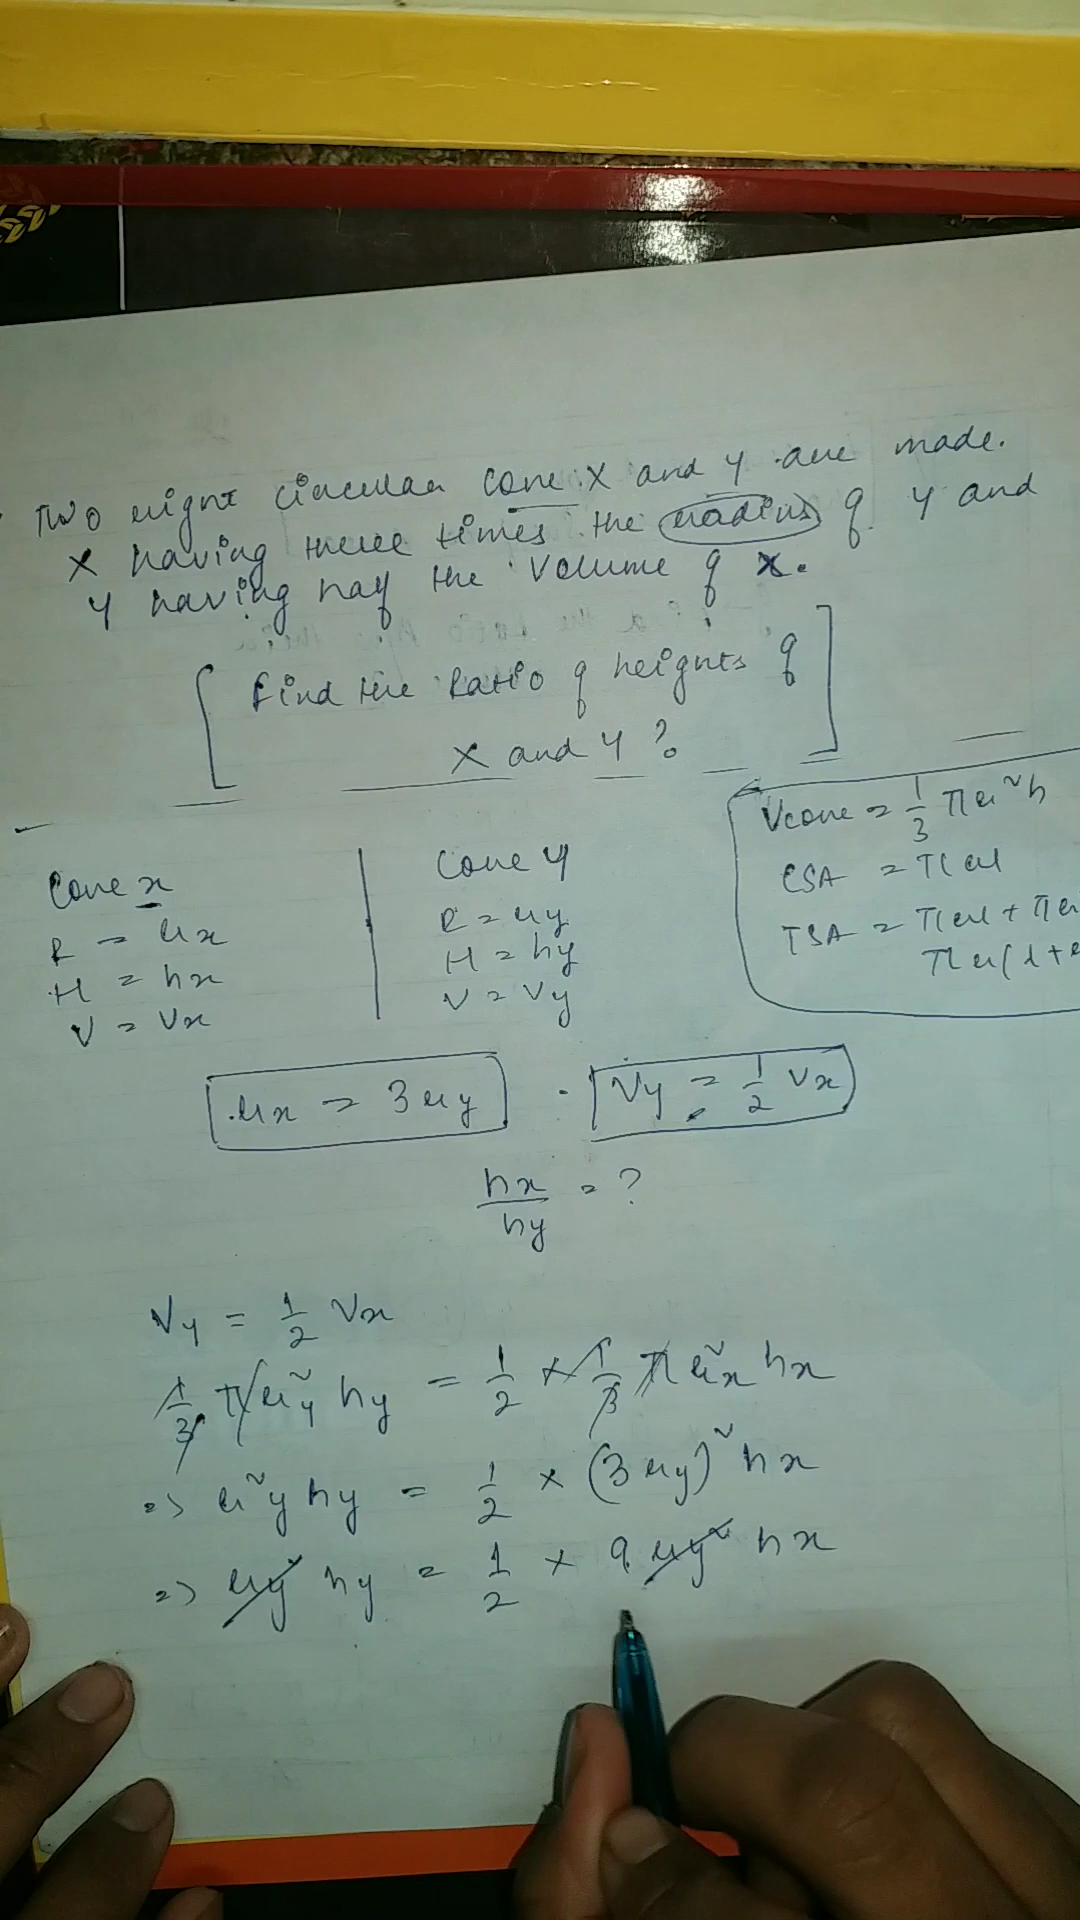 Two right circular cone X and Y are made.
X having three times the radius of Y and
Y having half the volume of X.
Find the Ratio of heights of
X and Y?
Vcone = 1/3 πr²h
CSA = πrl
TSA = πrl + πr
πr(l+r
Cone x
R = rx
H = hx
V = Vx
Cone Y
R = ry
H = hy
V = Vy
rx = 3ry
Vy = 1/2 Vx
hx/hy = ?
Vy = 1/2 Vx
1/3 πr²y hy = 1/2 × 1/3 πr²x hx
=> r²y hy = 1/2 × (3ry)² hx
=> ry² hy = 1/2 × 9 ry² hx